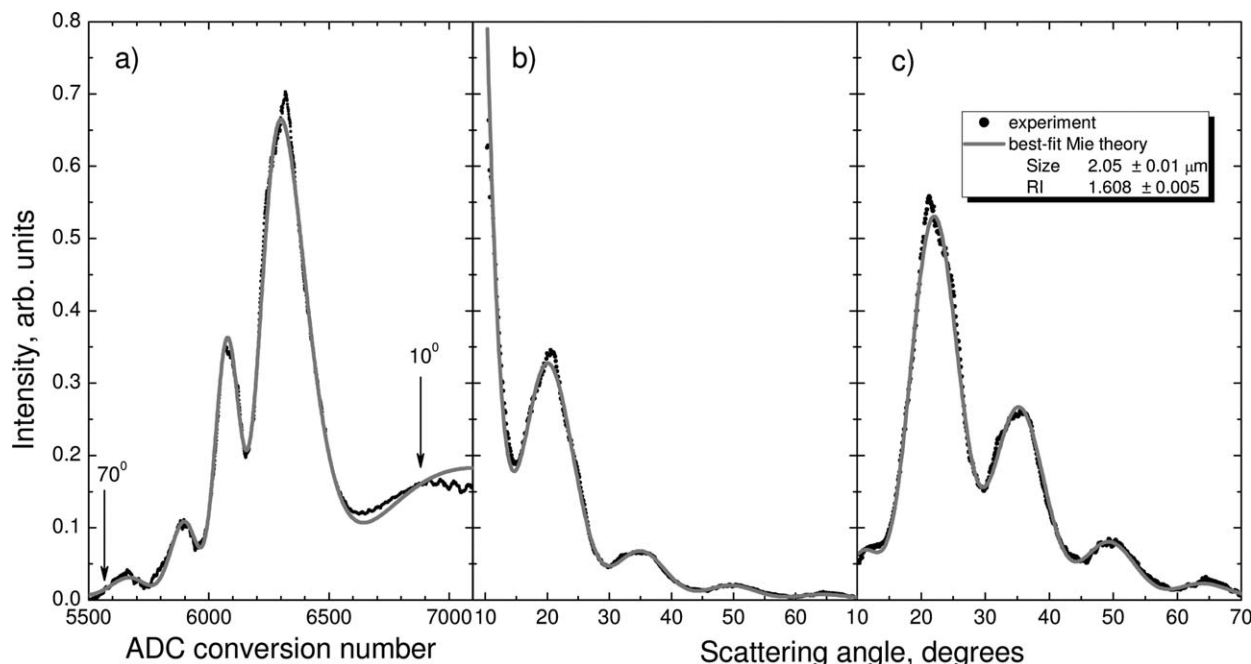 a)
b)
c)
0.8
0.7
0.6
0.5
0.4
0.3
0.2
0.1
0.0
Intensity, arb. units
70⁰
10⁰
experiment
best-fit Mie theory
Size 2.05 ± 0.01 μm
RI 1.608 ± 0.005
5500 6000 6500 7000 10 20 30 40 50 60 10 20 30 40 50 60 70
ADC conversion number
Scattering angle, degrees